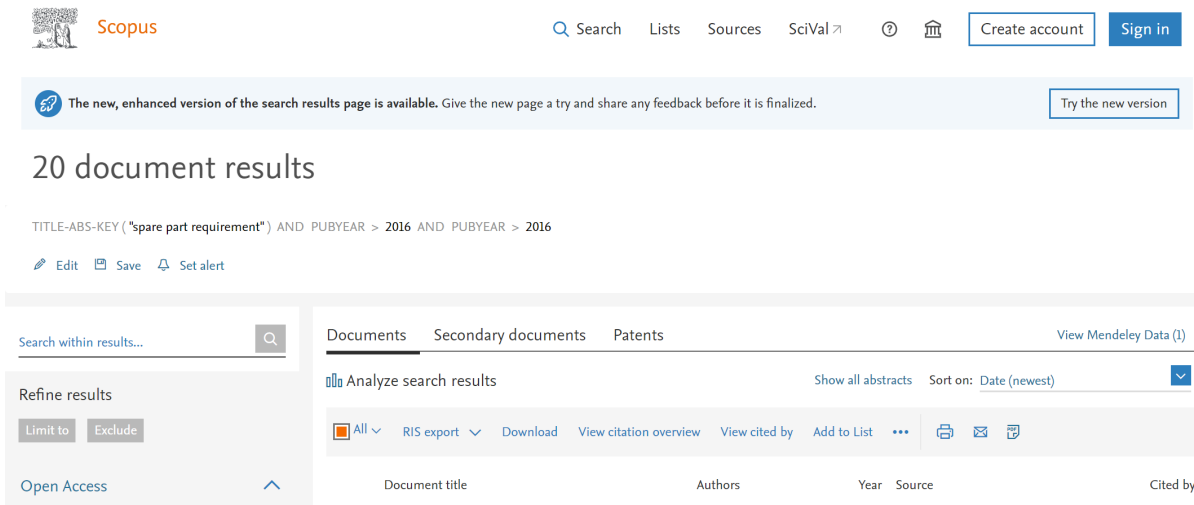 Scopus
Search Lists Sources SciVal Create account Sign in
The new, enhanced version of the search results page is available. Give the new page a try and share any feedback before it is finalized. Try the new version
20 document results
TITLE-ABS-KEY ( "spare part requirement" ) AND PUBYEAR > 2016 AND PUBYEAR > 2016
Edit Save Set alert
Search within results...
Refine results
Limit to Exclude
Open Access
Documents Secondary documents Patents View Mendeley Data (1)
Analyze search results Show all abstracts Sort on: Date (newest)
All RIS export Download View citation overview View cited by Add to List
Document title Authors Year Source Cited by